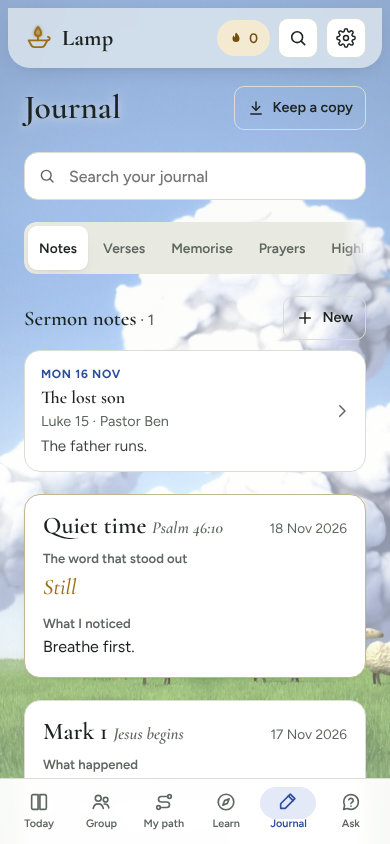 Lamp
0
Journal
Keep a copy
Search your journal
Notes
Verses
Memorise
Prayers
Highl
Sermon notes · 1
New
MON 16 NOV
The lost son
Luke 15 · Pastor Ben
The father runs.
Quiet time Psalm 46:10
18 Nov 2026
The word that stood out
Still
What I noticed
Breathe first.
Mark 1 Jesus begins
17 Nov 2026
What happened
Today
Group
My path
Learn
Journal
Ask